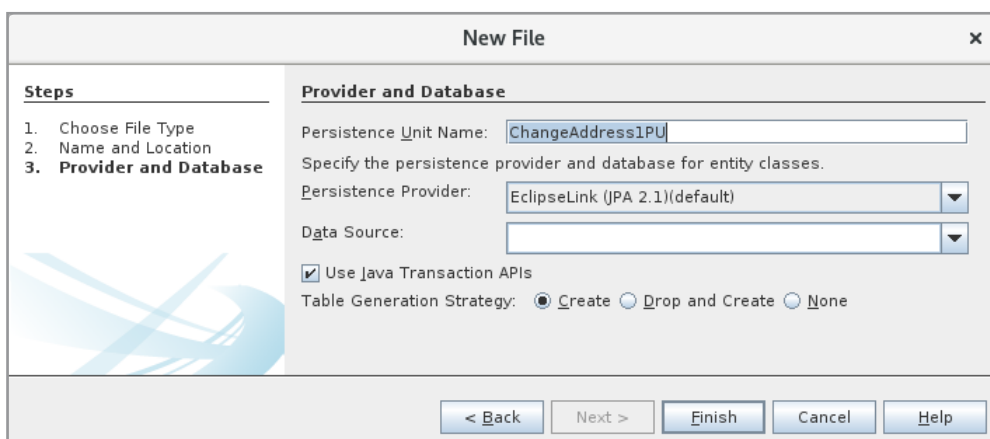 New File
×
Steps
1. Choose File Type
2. Name and Location
3. Provider and Database
Provider and Database
Persistence Unit Name: ChangeAddress1PU
Specify the persistence provider and database for entity classes.
Persistence Provider: EclipseLink (JPA 2.1)(default)
Data Source:
Use Java Transaction APIs
Table Generation Strategy: Create Drop and Create None
< Back Next > Finish Cancel Help